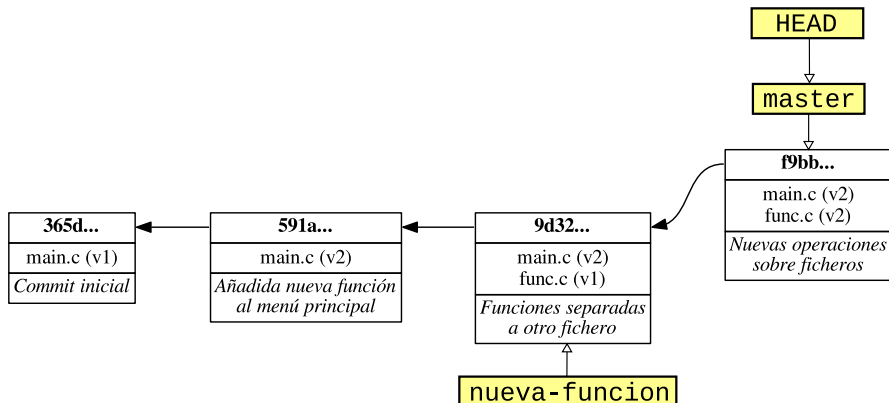 HEAD
master
f9bb...
main.c (v2)
func.c (v2)
Nuevas operaciones
sobre ficheros
365d...
main.c (v1)
Commit inicial
591a...
main.c (v2)
Añadida nueva función
al menú principal
9d32...
main.c (v2)
func.c (v1)
Funciones separadas
a otro fichero
nueva-funcion